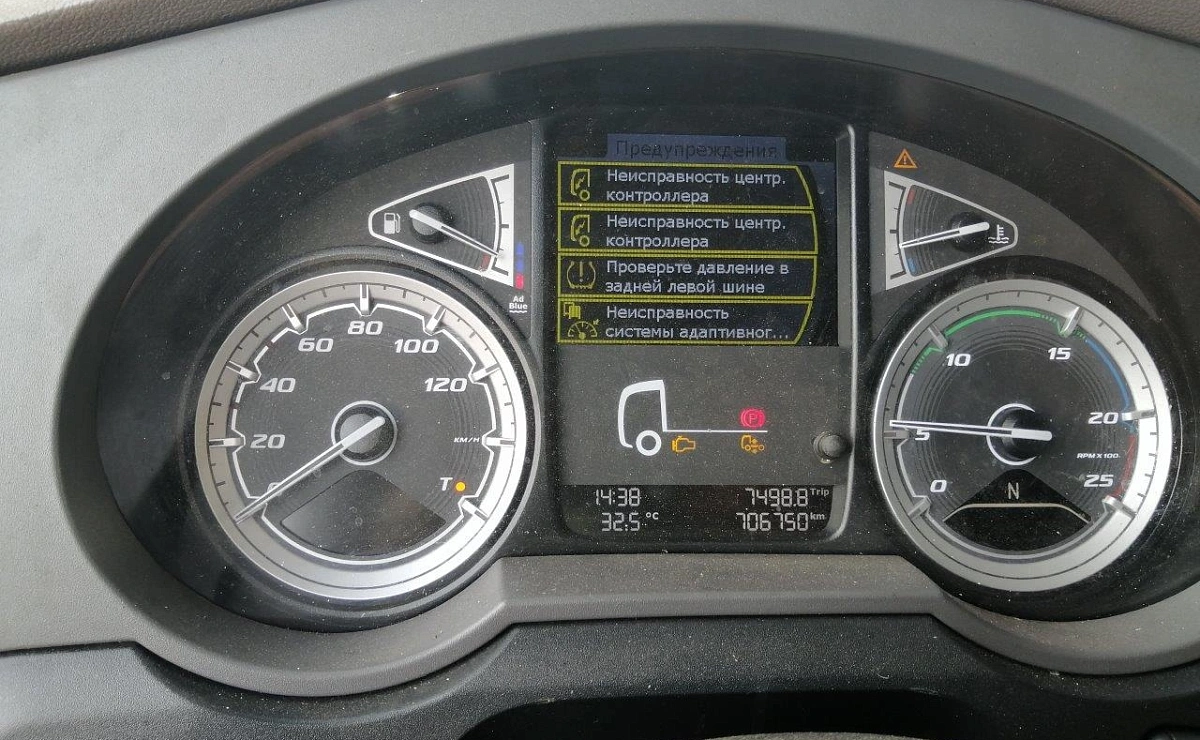 Предупреждения
Неисправность центр.
контроллера
Неисправность центр.
контроллера
Проверьте давление в
задней левой шине
Неисправность
системы адаптивног...
Ad
Blue
0
20
40
60
80
100
120
KM/H
T
P
14:38
7498.8 Trip
32.5 °C
706750 km
0
5
10
15
20
25
RPM X 100
N